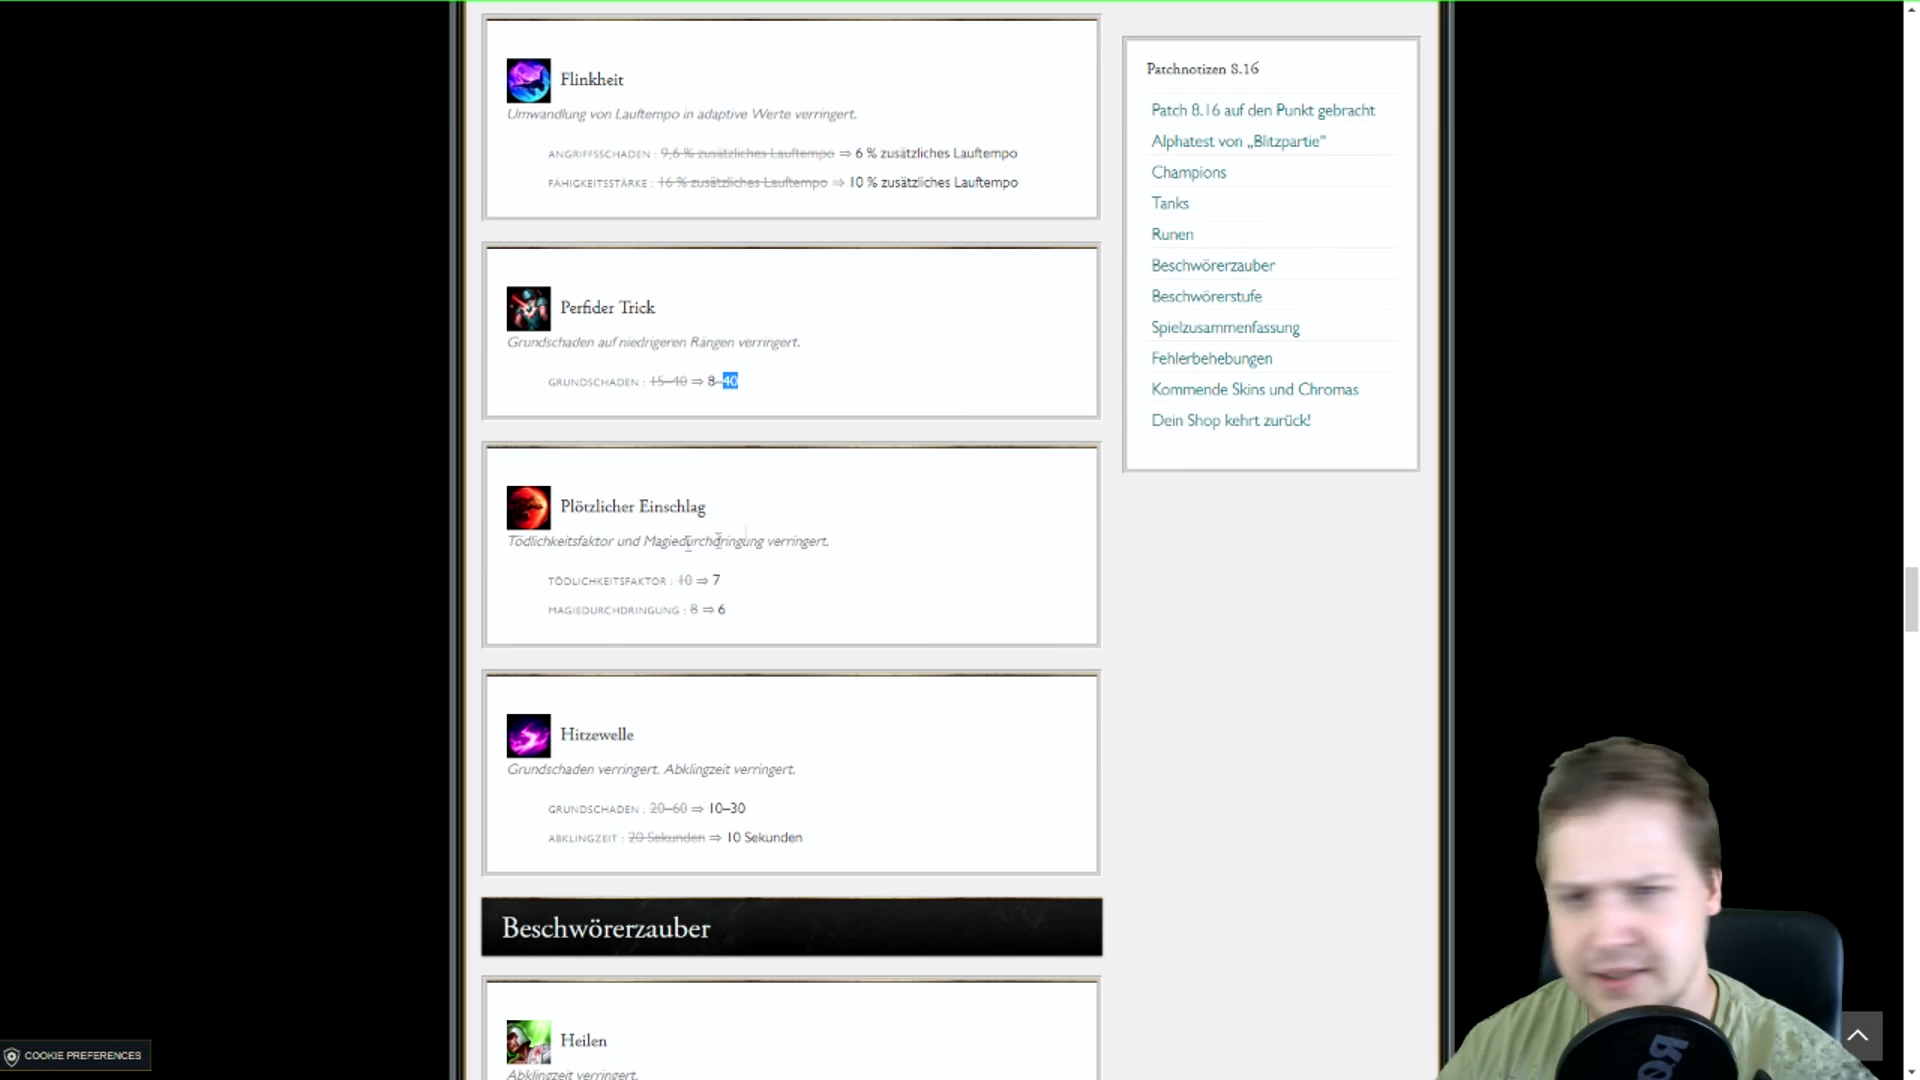 Flinkheit
Umwandlung von Lauftempo in adaptive Werte verringert.
ANGRIFFSSCHADEN : 9,6 % zusätzliches Lauftempo ⇒ 6 % zusätzliches Lauftempo
FÄHIGKEITSSTÄRKE : 16 % zusätzliches Lauftempo ⇒ 10 % zusätzliches Lauftempo
Perfider Trick
Grundschaden auf niedrigeren Rängen verringert.
GRUNDSCHADEN : 15–40 ⇒ 8–40
Plötzlicher Einschlag
Tödlichkeitsfaktor und Magiedurchdringung verringert.
TÖDLICHKEITSFAKTOR : 10 ⇒ 7
MAGIEDURCHDRINGUNG : 8 ⇒ 6
Hitzewelle
Grundschaden verringert. Abklingzeit verringert.
GRUNDSCHADEN : 20–60 ⇒ 10–30
ABKLINGZEIT : 20 Sekunden ⇒ 10 Sekunden
Beschwörerzauber
Heilen
Abklingzeit verringert.
Patchnotizen 8.16
Patch 8.16 auf den Punkt gebracht
Alphatest von „Blitzpartie“
Champions
Tanks
Runen
Beschwörerzauber
Beschwörerstufe
Spielzusammenfassung
Fehlerbehebungen
Kommende Skins und Chromas
Dein Shop kehrt zurück!
COOKIE PREFERENCES